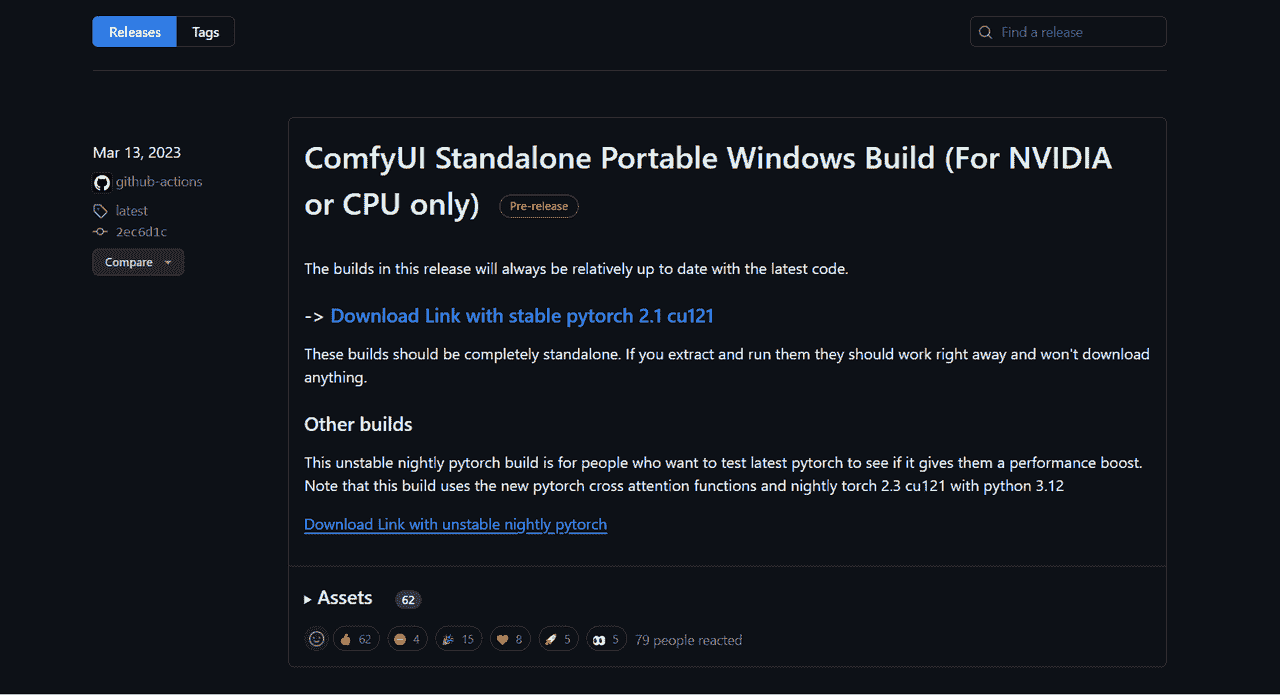 Releases Tags Find a release
Mar 13, 2023
github-actions
latest
2ec6d1c
Compare
ComfyUI Standalone Portable Windows Build (For NVIDIA
or CPU only) Pre-release
The builds in this release will always be relatively up to date with the latest code.
-> Download Link with stable pytorch 2.1 cu121
These builds should be completely standalone. If you extract and run them they should work right away and won't download
anything.
Other builds
This unstable nightly pytorch build is for people who want to test latest pytorch to see if it gives them a performance boost.
Note that this build uses the new pytorch cross attention functions and nightly torch 2.3 cu121 with python 3.12
Download Link with unstable nightly pytorch
Assets 62
62 4 15 8 5 5 79 people reacted